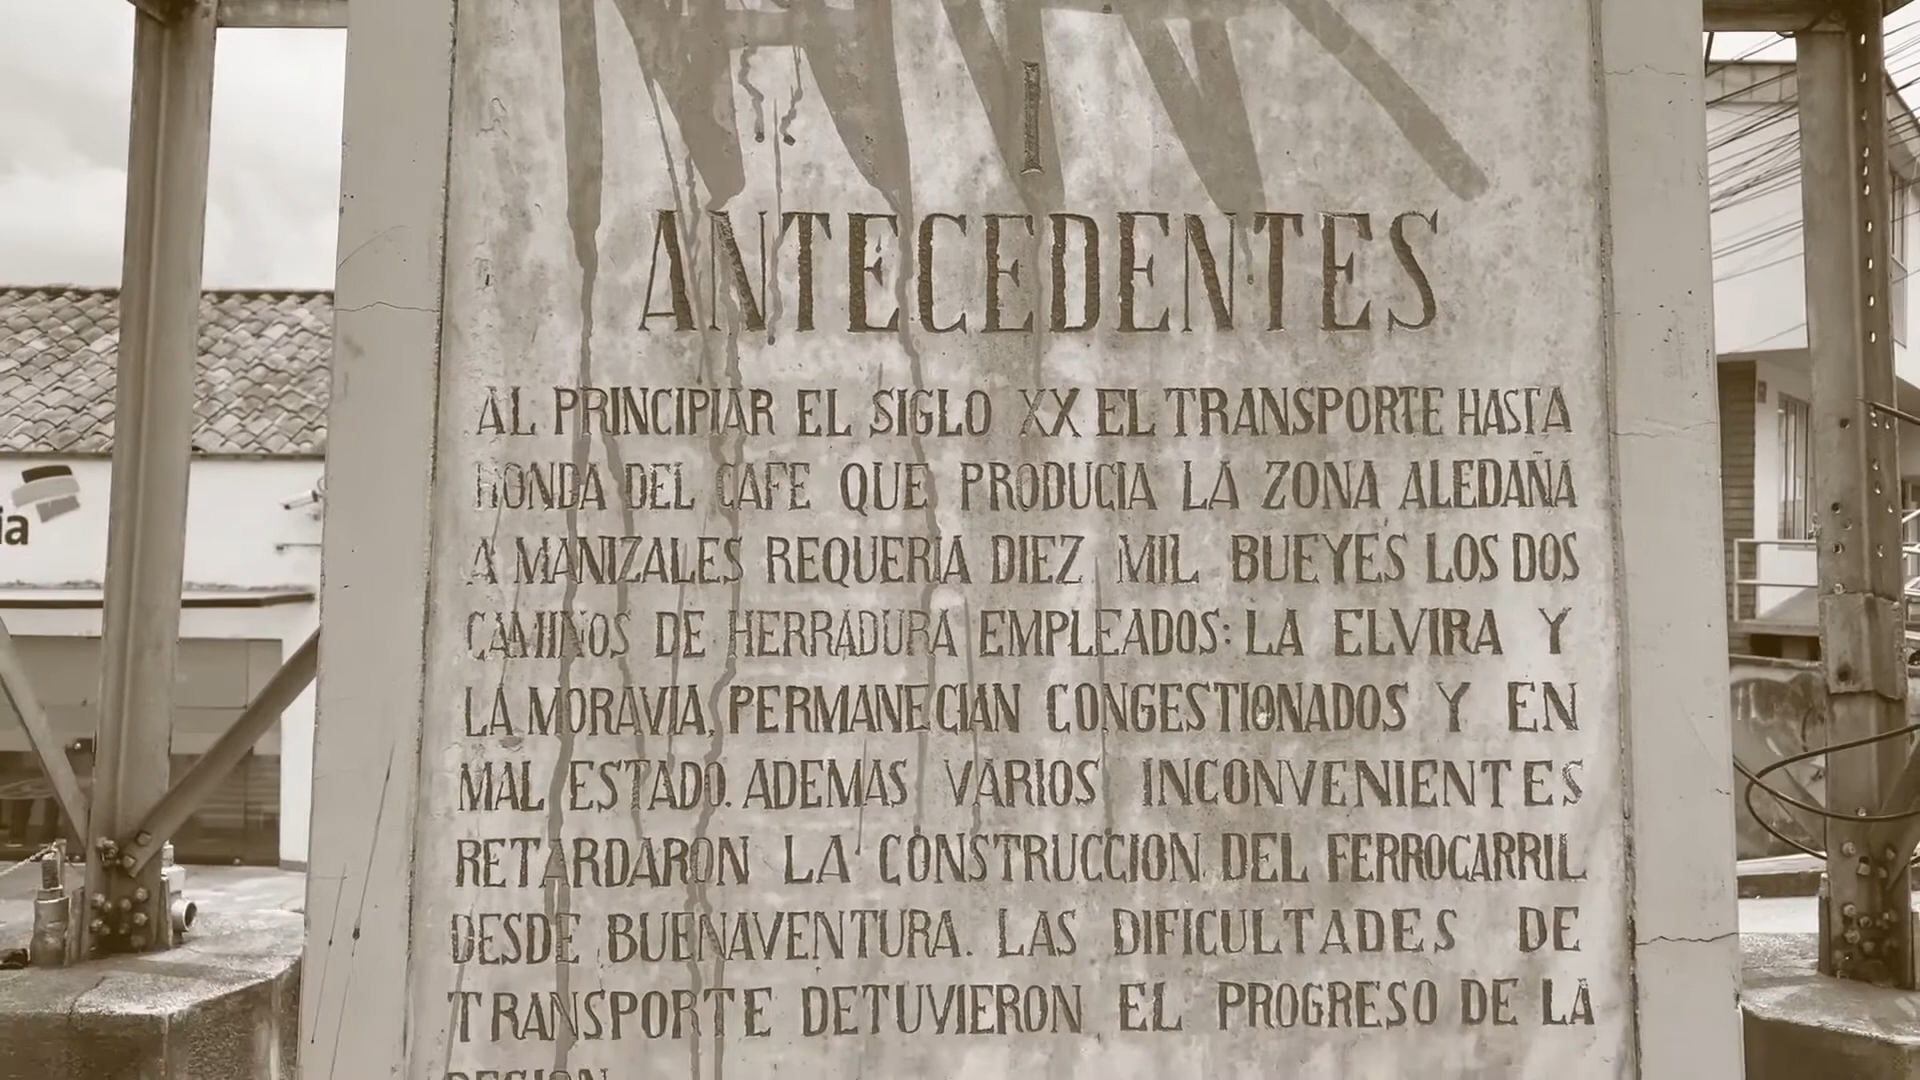 I
ANTECEDENTES
AL PRINCIPIAR EL SIGLO XX EL TRANSPORTE HASTA
HONDA DEL CAFE QUE PRODUCIA LA ZONA ALEDAÑA
A MANIZALES REQUERIA DIEZ MIL BUEYES LOS DOS
CAMINOS DE HERRADURA EMPLEADOS: LA ELVIRA Y
LA MORAVIA, PERMANECIAN CONGESTIONADOS Y EN
MAL ESTADO. ADEMAS VARIOS INCONVENIENTES
RETARDARON LA CONSTRUCCION DEL FERROCARRIL
DESDE BUENAVENTURA. LAS DIFICULTADES DE
TRANSPORTE DETUVIERON EL PROGRESO DE LA
REGION
ia